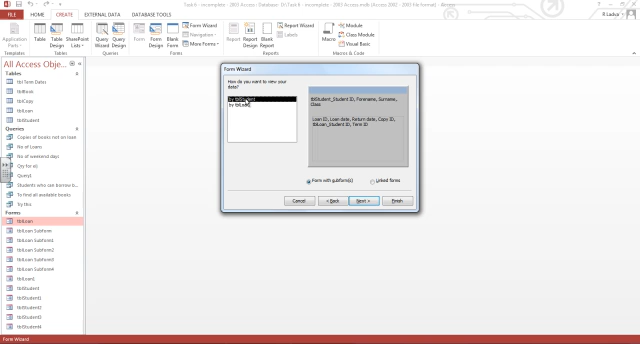 Task 6 - incomplete - 2003 Access : Database- D:\Task 6 - incomplete - 2003 Access.mdb (Access 2002 - 2003 file format) - Access
FILE HOME CREATE EXTERNAL DATA DATABASE TOOLS
Application Parts -
Table Table Design SharePoint Lists -
Query Wizard Query Design
Form Form Design Blank Form
Form Wizard
Navigation -
More Forms -
Report Report Design Blank Report
Report Wizard
Labels
Macro
Module
Class Module
Visual Basic
Templates Tables Queries Forms Reports Macros & Code
All Access Obje...
Tables
tbl Term Dates
tblBook
tblCopy
tblLoan
tblStudent
Queries
Copies of books not on loan
No of Loans
No of weekend days
Qry for e)
Query1
Students who can borrow b...
To find all available books
Try this
Forms
tblLoan
tblLoan Subform
tblLoan Subform1
tblLoan Subform2
tblLoan Subform3
tblLoan Subform4
tblLoan1
tblStudent
tblStudent1
tblStudent2
tblStudent3
tblStudent4
Form Wizard
How do you want to view your data?
by tblStudent
by tblLoan
tblStudent_Student ID, Forename, Surname, Class
Loan ID, Loan date, Return date, Copy ID, tblLoan_Student ID, Term ID
Form with subform(s) Linked forms
Cancel < Back Next > Finish
Form Wizard